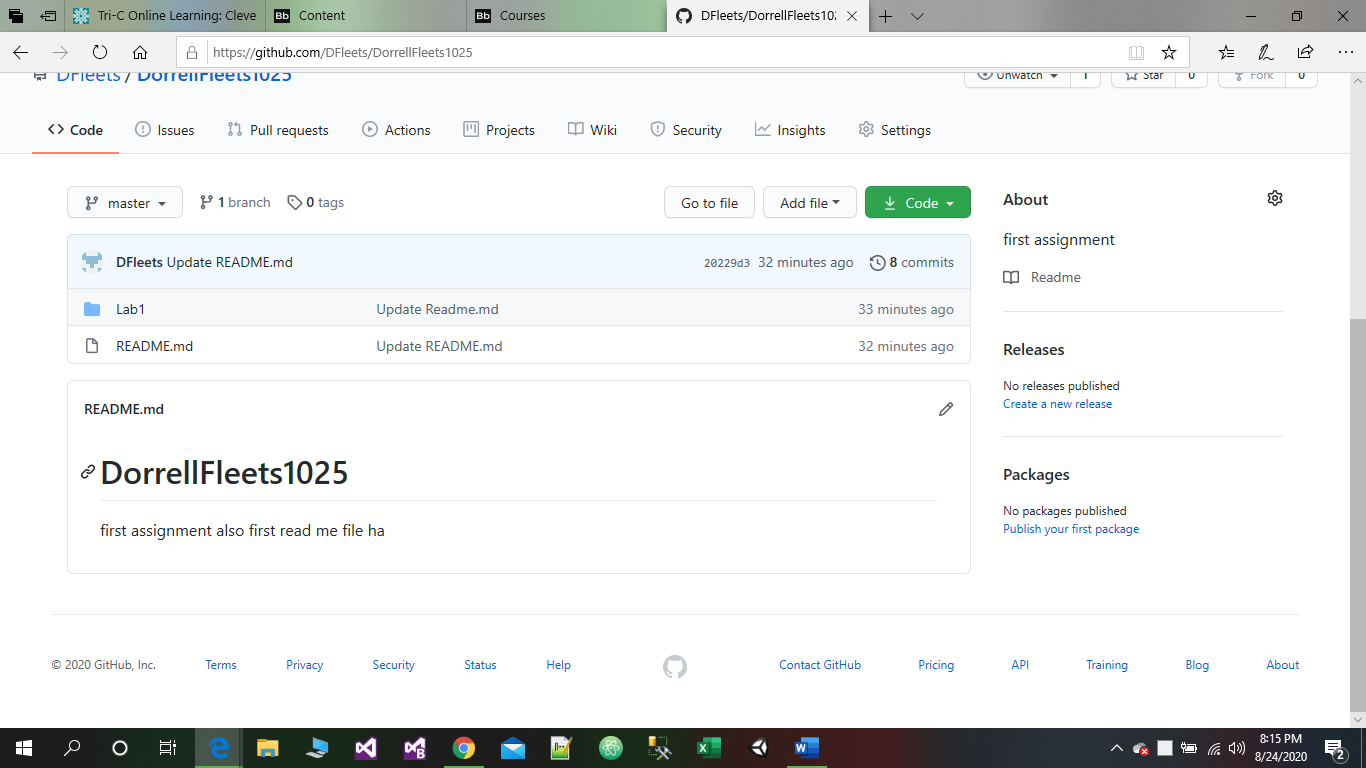 Tri-C Online Learning: Cleve
Bb Content
Bb Courses
DFleets/DorrellFleets102
https://github.com/DFleets/DorrellFleets1025
DFleets / DorrellFleets1025
Unwatch 1 Star 0 Fork 0
Code Issues Pull requests Actions Projects Wiki Security Insights Settings
master 1 branch 0 tags Go to file Add file Code
DFleets Update README.md 20229d3 32 minutes ago 8 commits
Lab1 Update Readme.md 33 minutes ago
README.md Update README.md 32 minutes ago
README.md
DorrellFleets1025
first assignment also first read me file ha
About
first assignment
Readme
Releases
No releases published
Create a new release
Packages
No packages published
Publish your first package
© 2020 GitHub, Inc. Terms Privacy Security Status Help Contact GitHub Pricing API Training Blog About
8:15 PM
8/24/2020
2